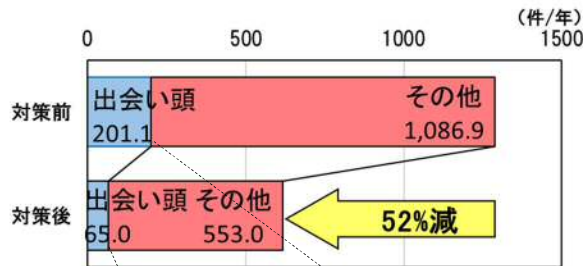 (件/年)
0 500 1000 1500
対策前
出会い頭 その他
201.1 1,086.9
対策後
出会い頭 その他
65.0 553.0
52%減